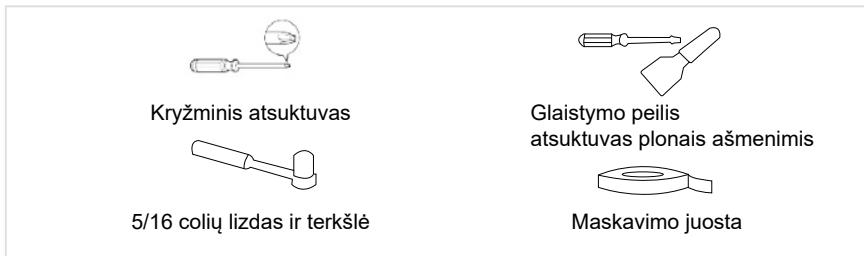 Kryžminis atsuktuvas
Glaistymo peilis
atsuktuvas plonais ašmenimis
5/16 colių lizdas ir terkšlė
Maskavimo juosta